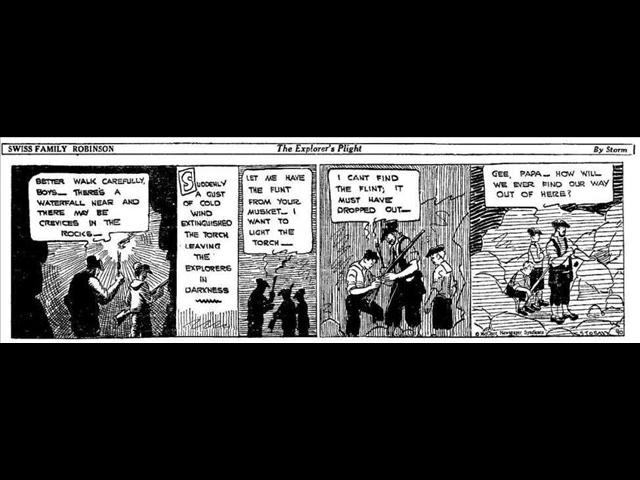 SWISS FAMILY ROBINSON
The Explorer's Plight
By Storm
BETTER WALK CAREFULLY,
BOYS— THERE'S A
WATERFALL NEAR AND
THERE MAY BE
CREVICES IN THE
ROCKS—
SUDDENLY
A GUST
OF COLD
WIND
EXTINGUISHED
THE TORCH
LEAVING
THE
EXPLORERS
IN
DARKNESS
LET ME HAVE
THE FLINT
FROM YOUR
MUSKET— I
WANT TO
LIGHT THE
TORCH—
I CANT FIND
THE FLINT; IT
MUST HAVE
DROPPED OUT—
GEE, PAPA— HOW WILL
WE EVER FIND OUR WAY
OUT OF HERE?
Newspaper Syndicate